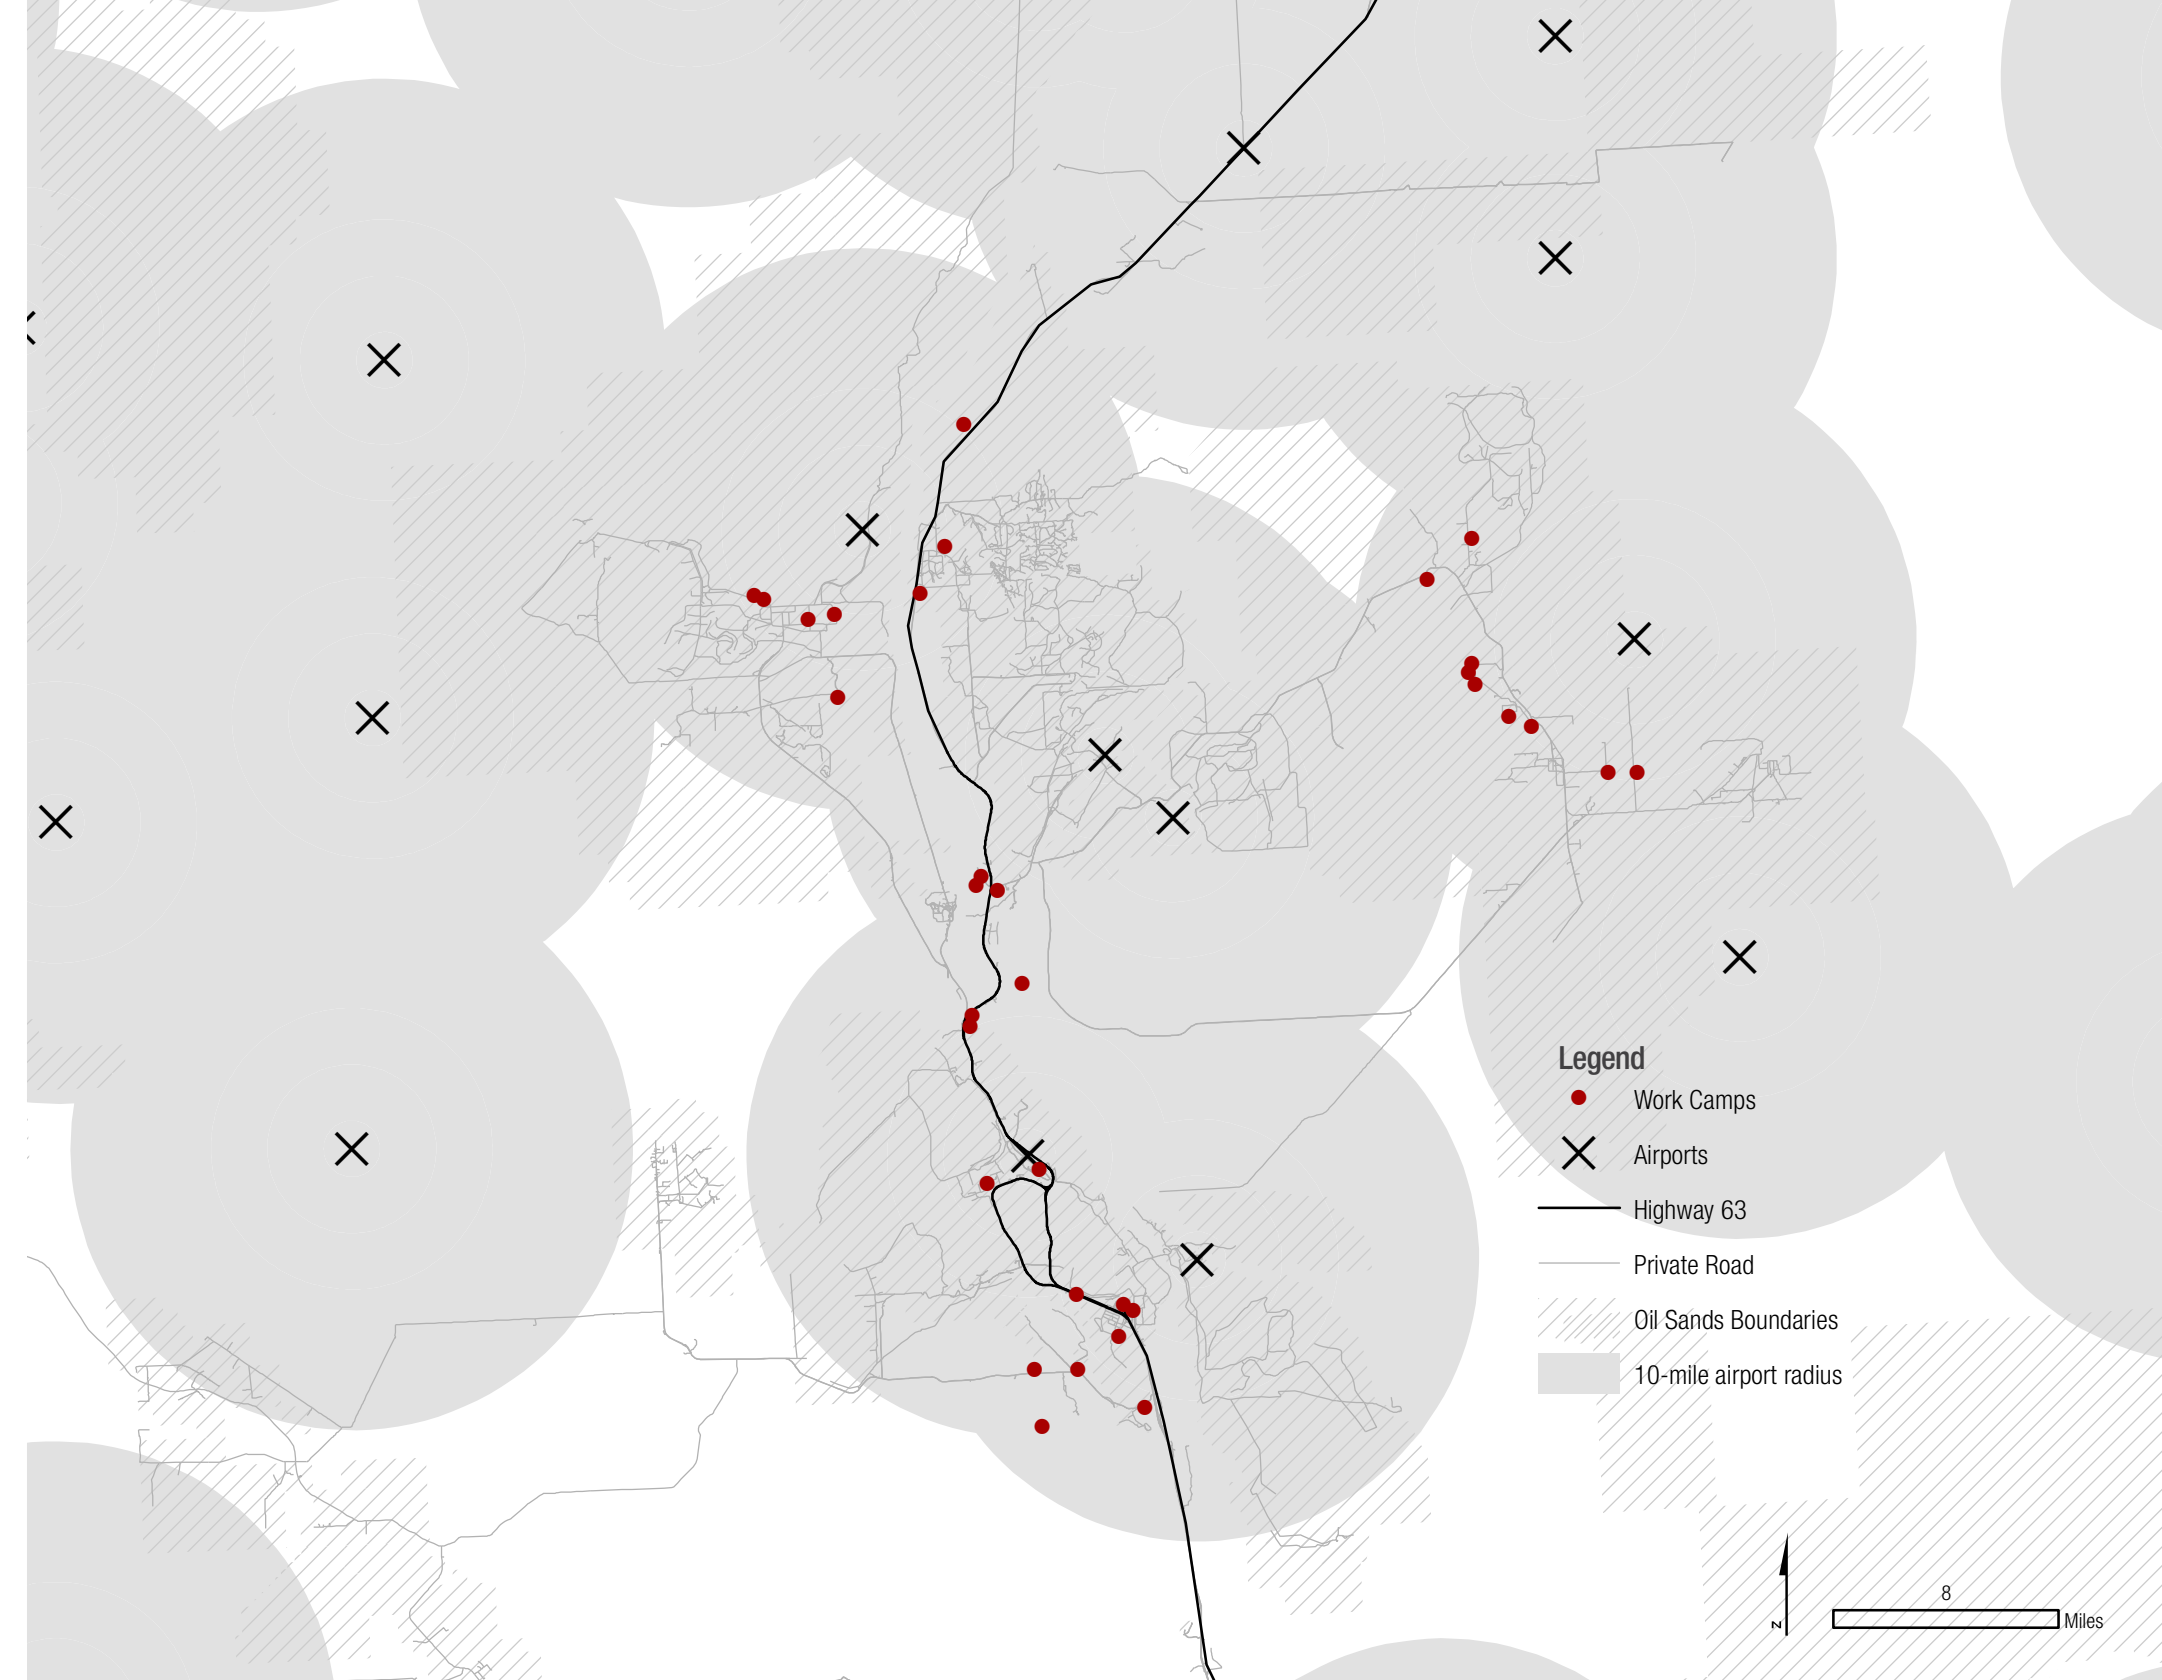 Legend
Work Camps
Airports
Highway 63
Private Road
Oil Sands Boundaries
10-mile airport radius
8
Miles
N